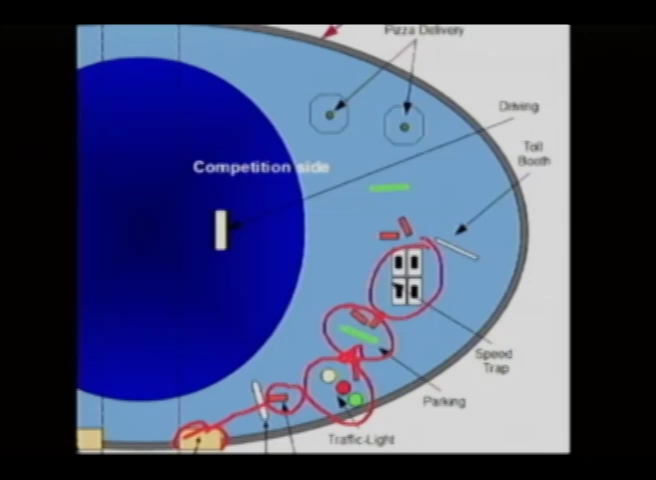 Pizza Delivery
Driving
Toll
Booth
Competition side
Speed
Trap
Parking
Traffic-Light